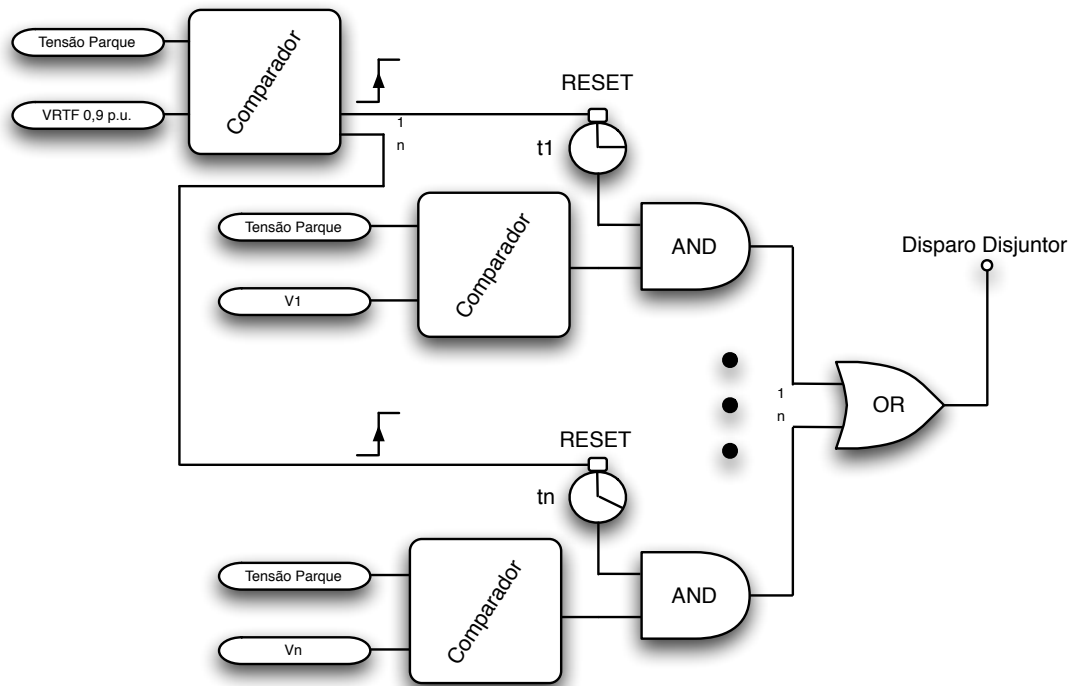 Tensão Parque
VRTF 0,9 p.u.
Comparador
1
n
RESET
t1
Tensão Parque
V1
Comparador
AND
Disparo Disjuntor
1
n
OR
RESET
tn
Tensão Parque
Vn
Comparador
AND